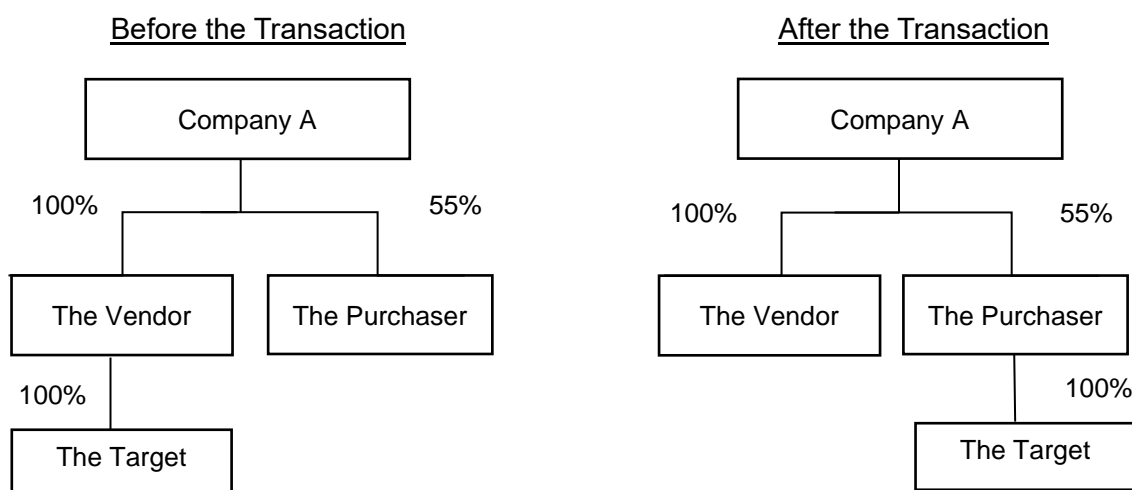 Before the Transaction
Company A
100%
55%
The Vendor
The Purchaser
100%
The Target
After the Transaction
Company A
100%
55%
The Vendor
The Purchaser
100%
The Target